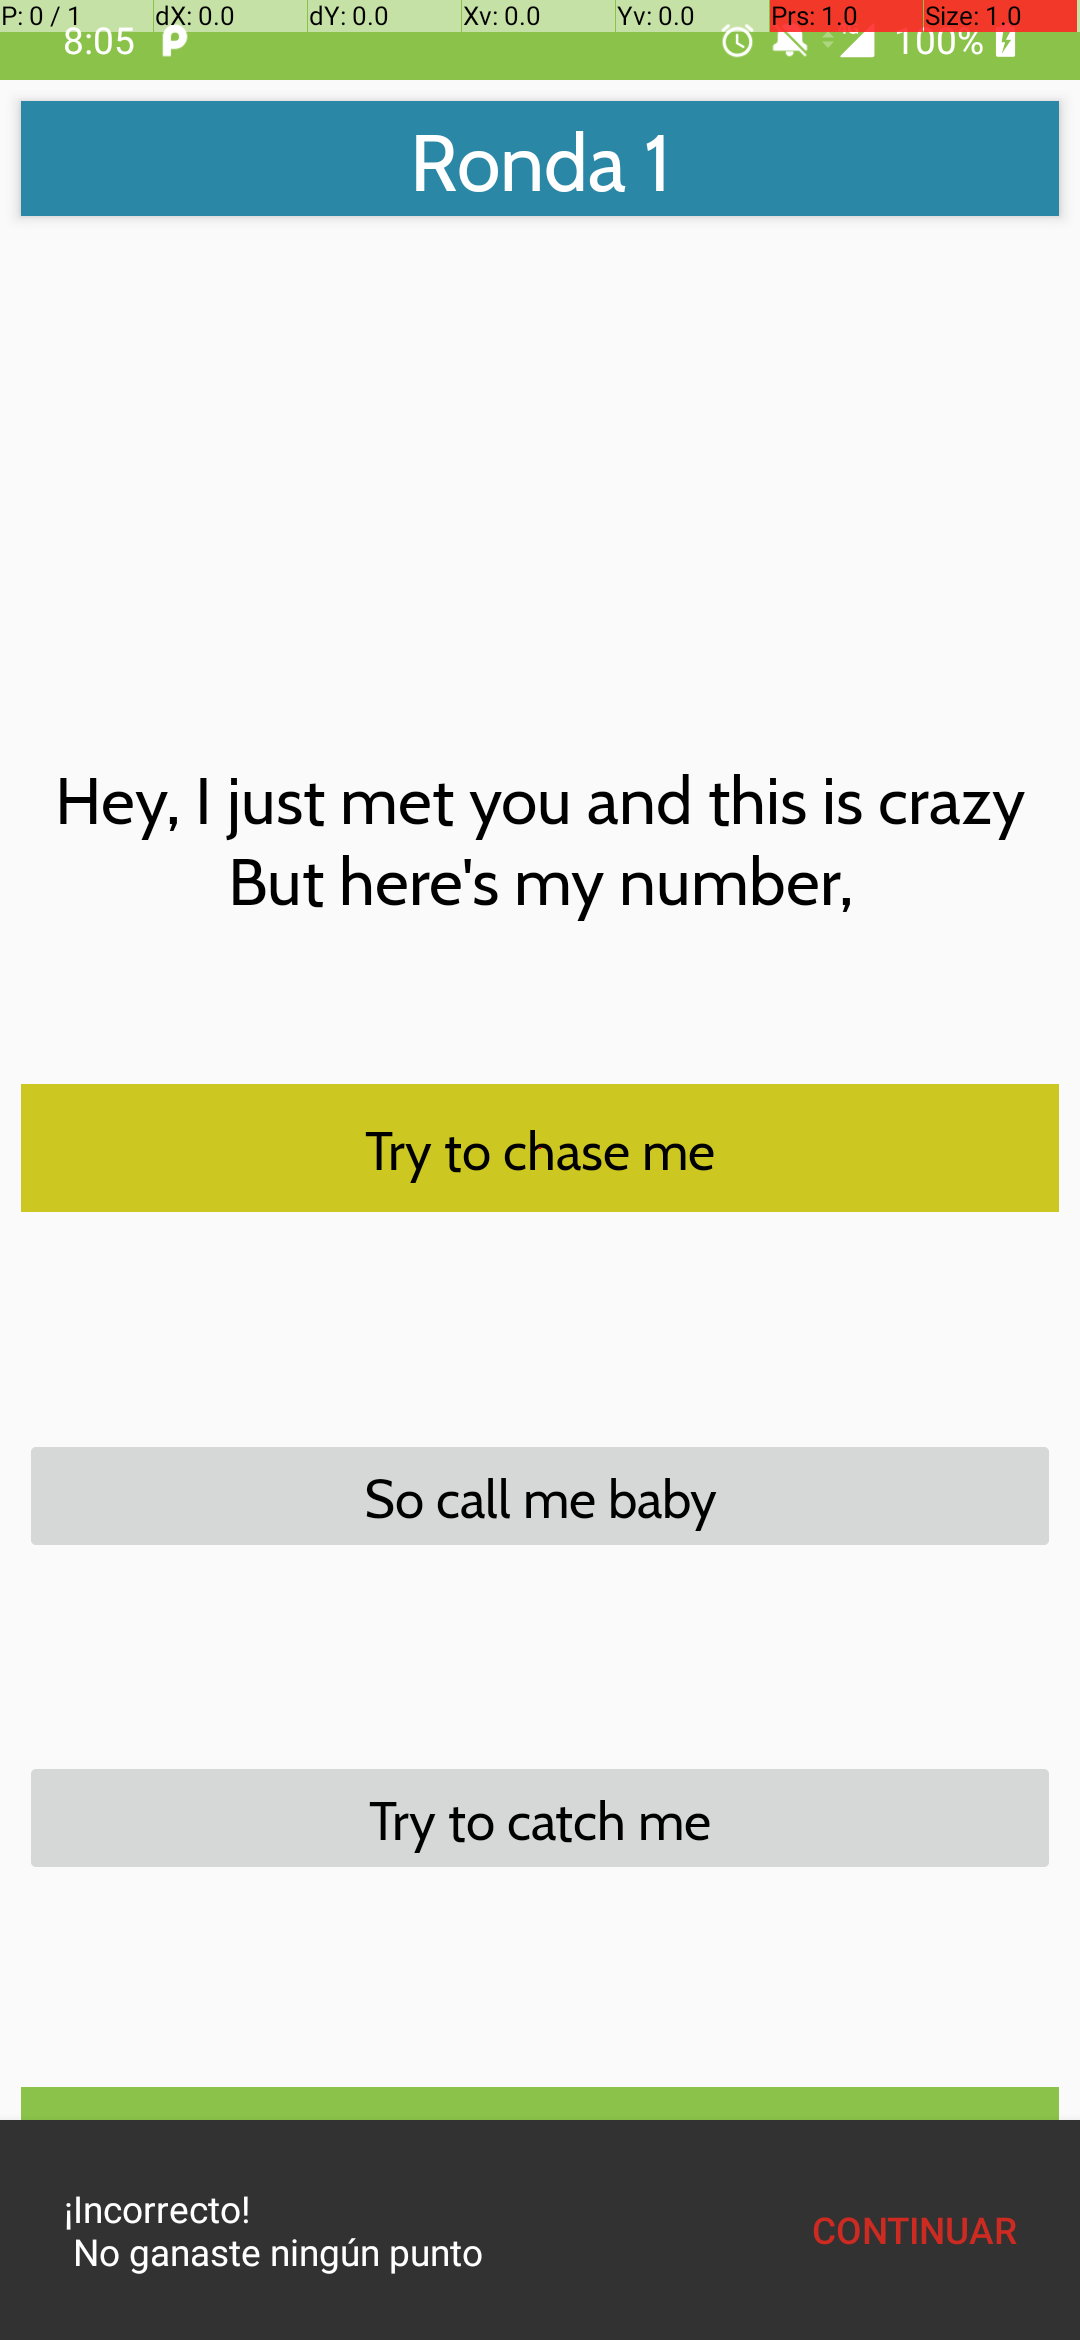 P: 0 / 1 dX: 0.0 dY: 0.0 Xv: 0.0 Yv: 0.0 Prs: 1.0 Size: 1.0
8:05 100%
Ronda 1
Hey, I just met you and this is crazy
But here's my number,
Try to chase me
So call me baby
Try to catch me
¡Incorrecto!
No ganaste ningún punto
CONTINUAR